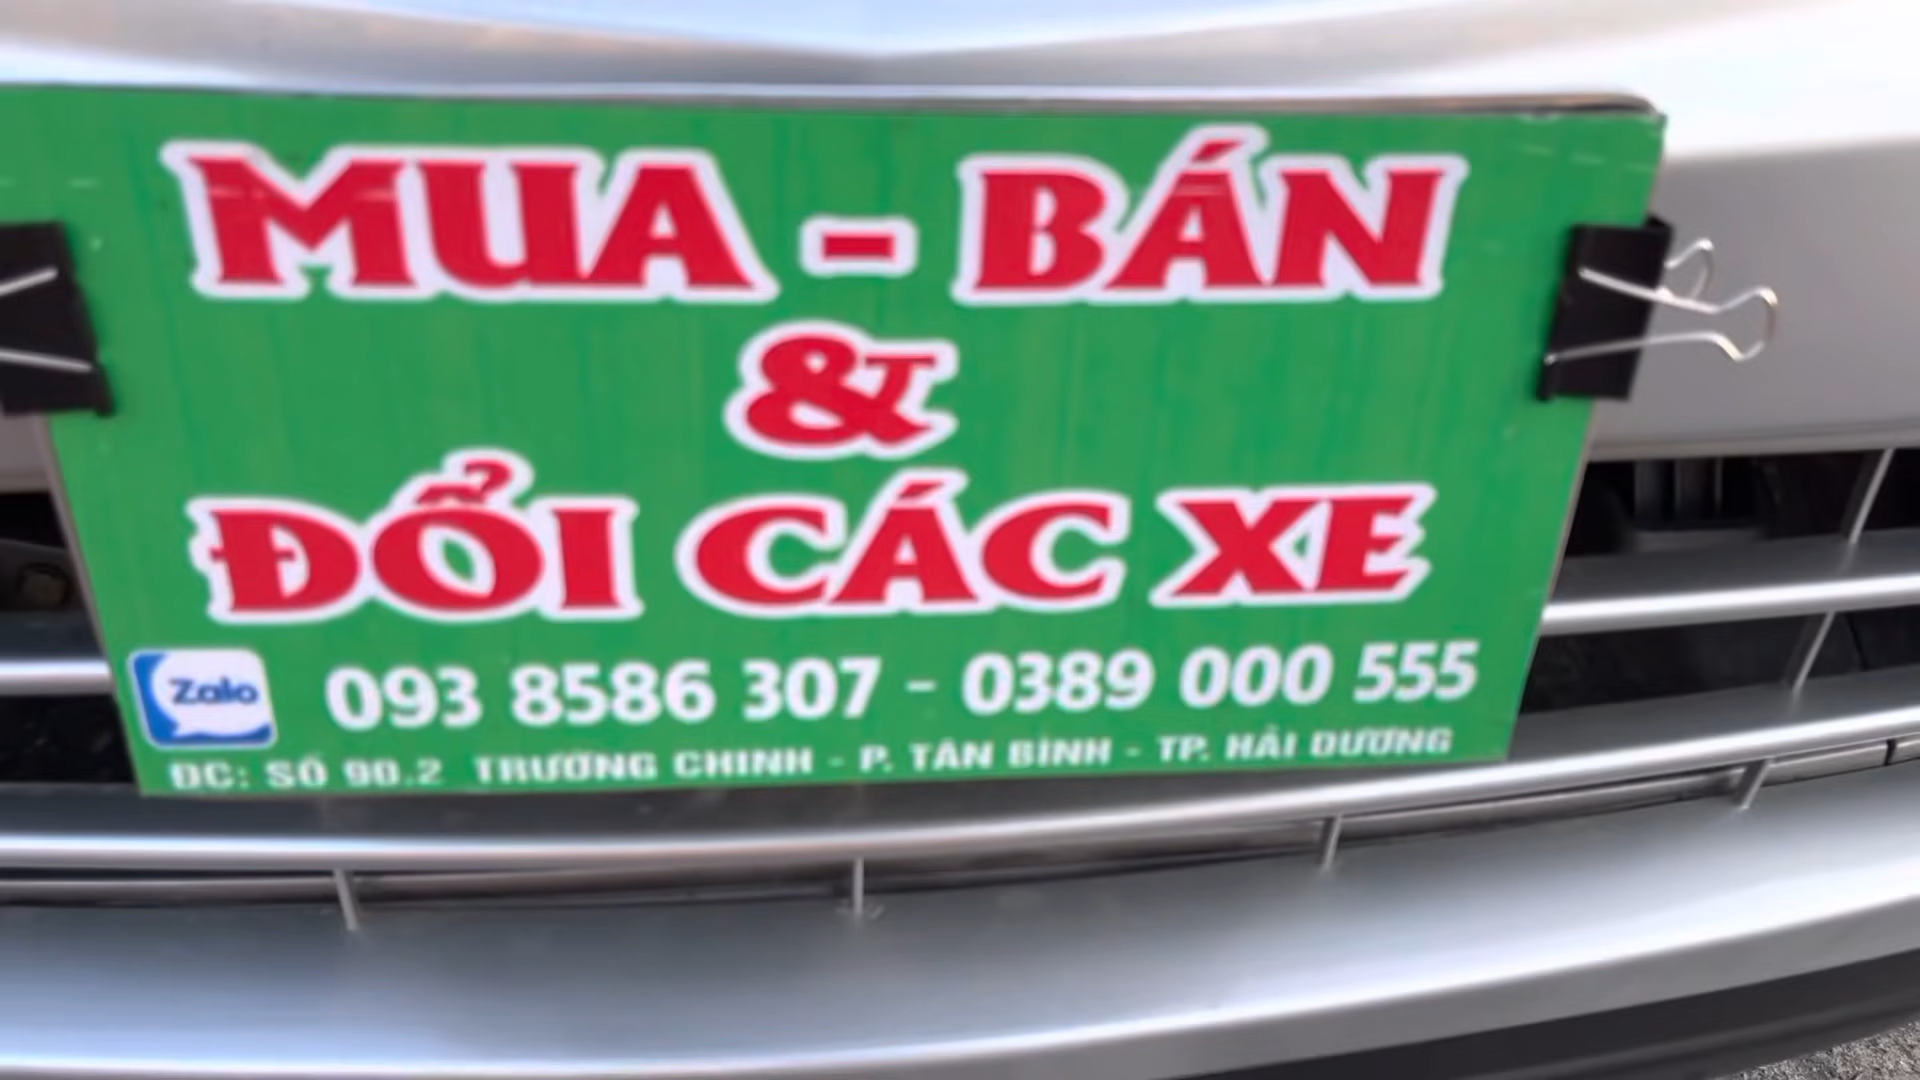 MUA - BÁN
&
ĐỔI CÁC XE
Zalo 093 8586 307 - 0389 000 555
ĐC: SỐ 90.2 TRƯỜNG CHINH - P. TÂN BÌNH - TP. HẢI DƯƠNG